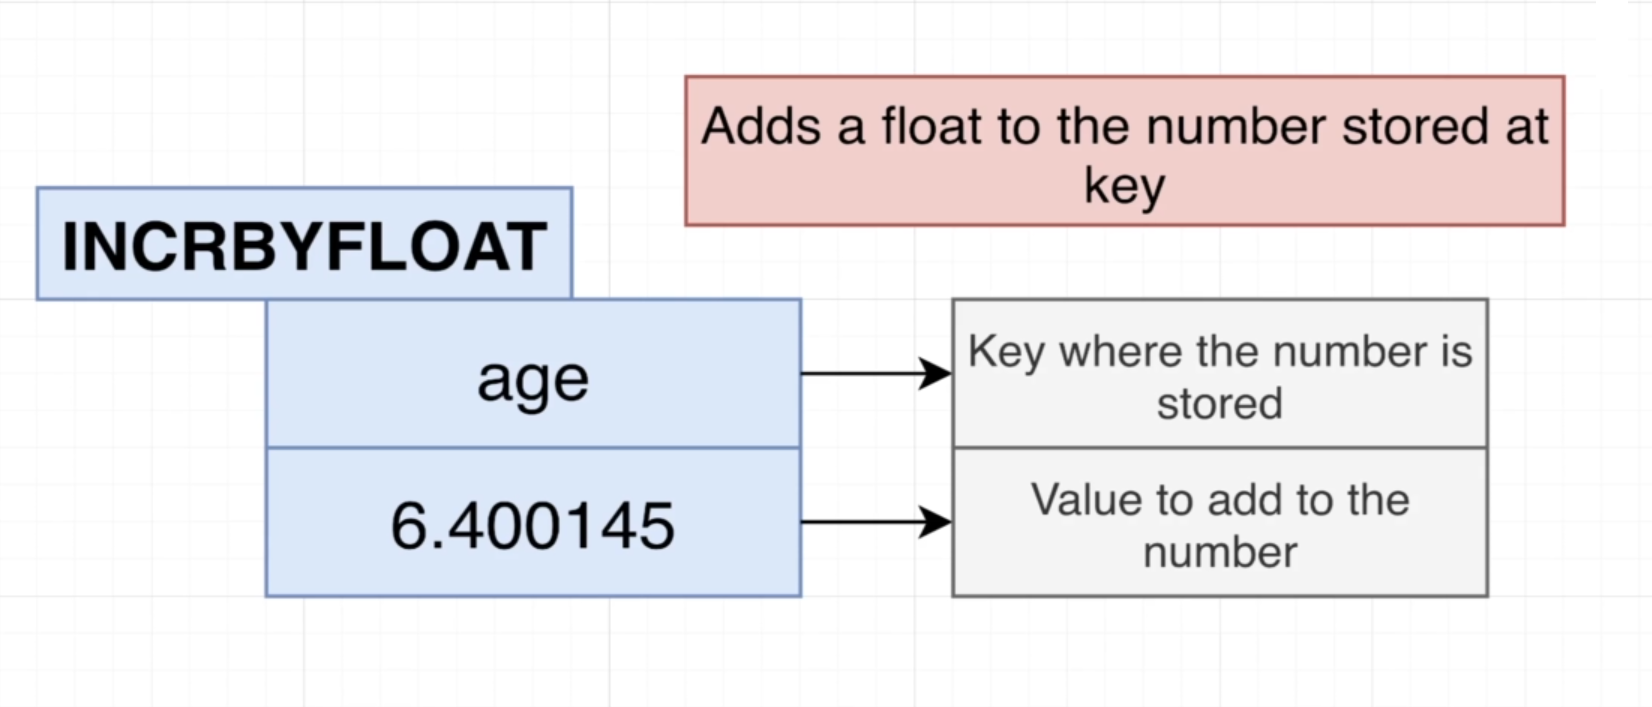 Adds a float to the number stored at
key
INCRBYFLOAT
age
Key where the number is
stored
6.400145
Value to add to the
number